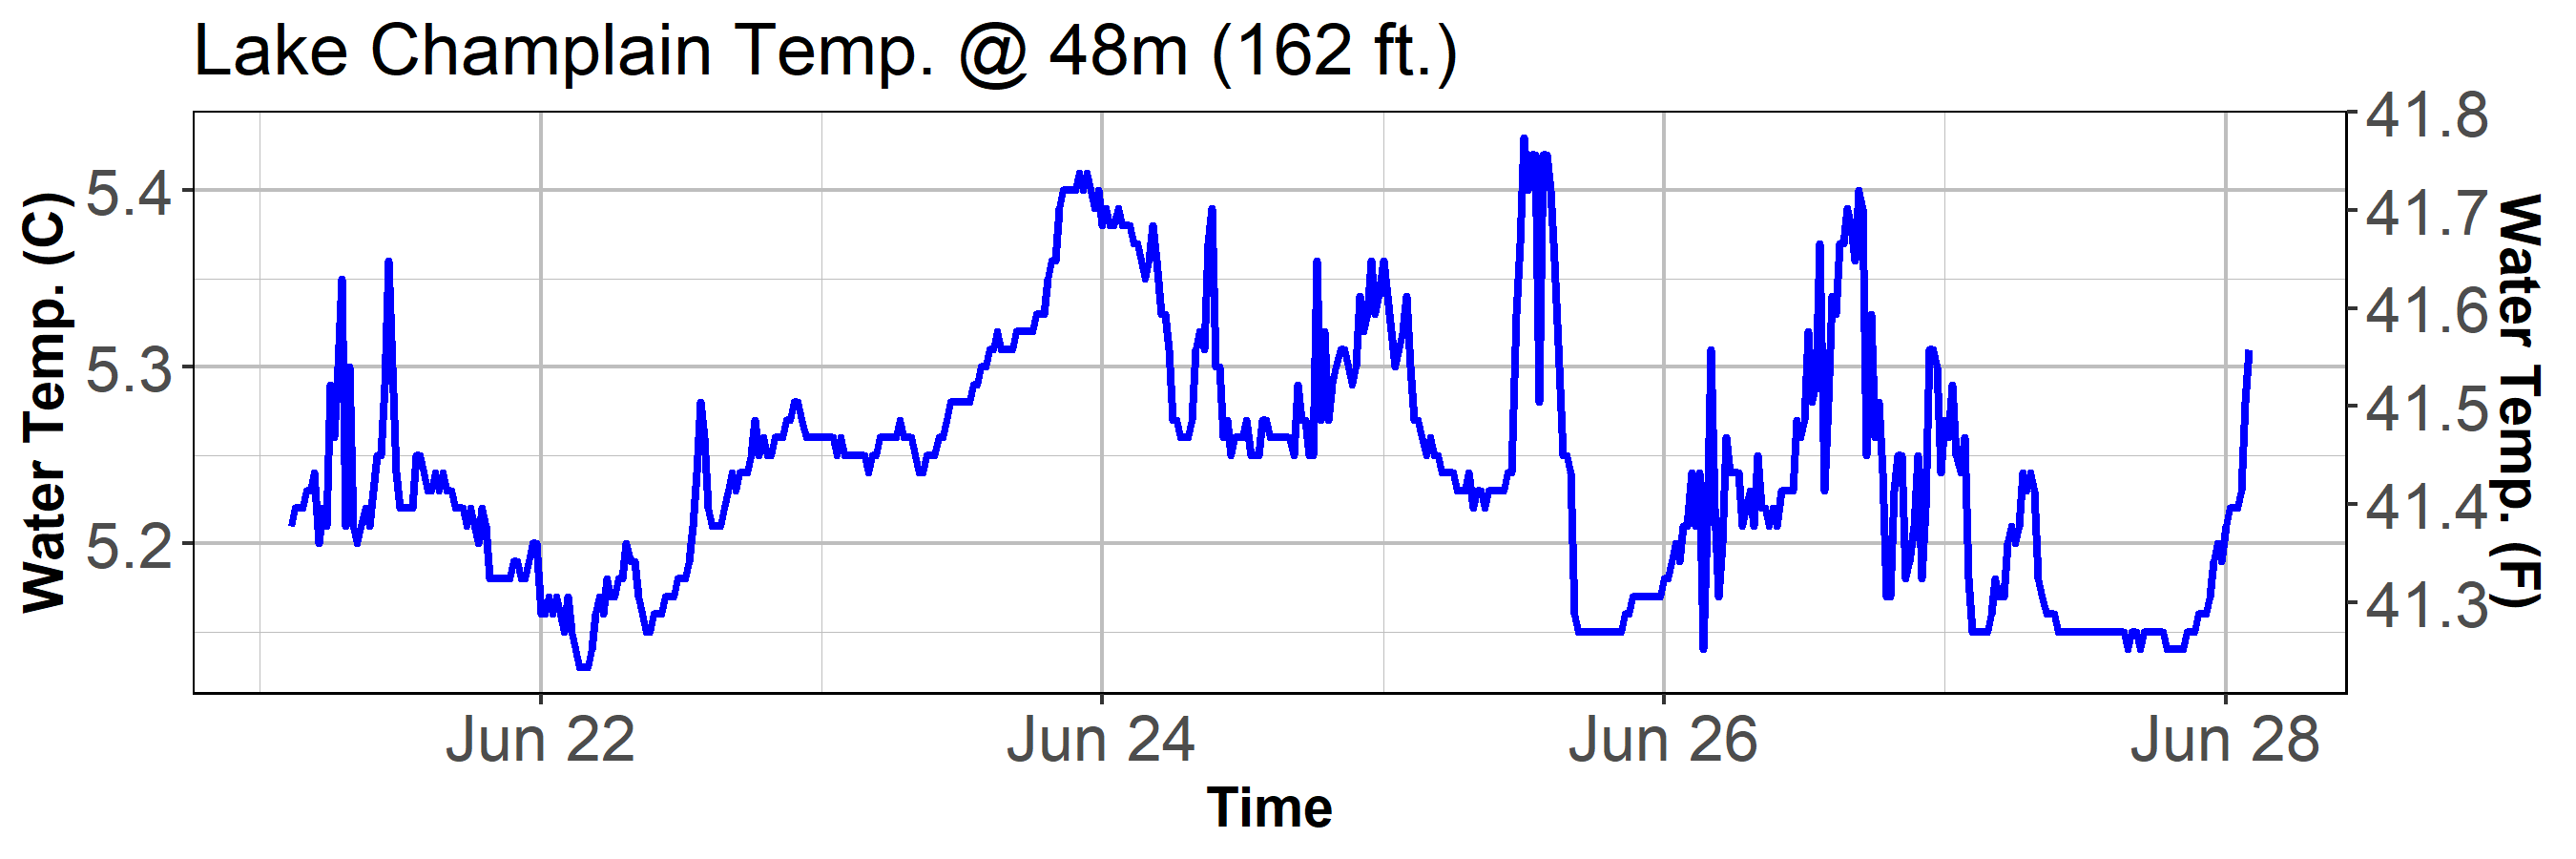 Lake Champlain Temp. @ 48m (162 ft.)
Water Temp. (C)
5.4
5.3
5.2
41.8
41.7
41.6
41.5
41.4
41.3
Water Temp. (F)
Jun 22
Jun 24
Jun 26
Jun 28
Time